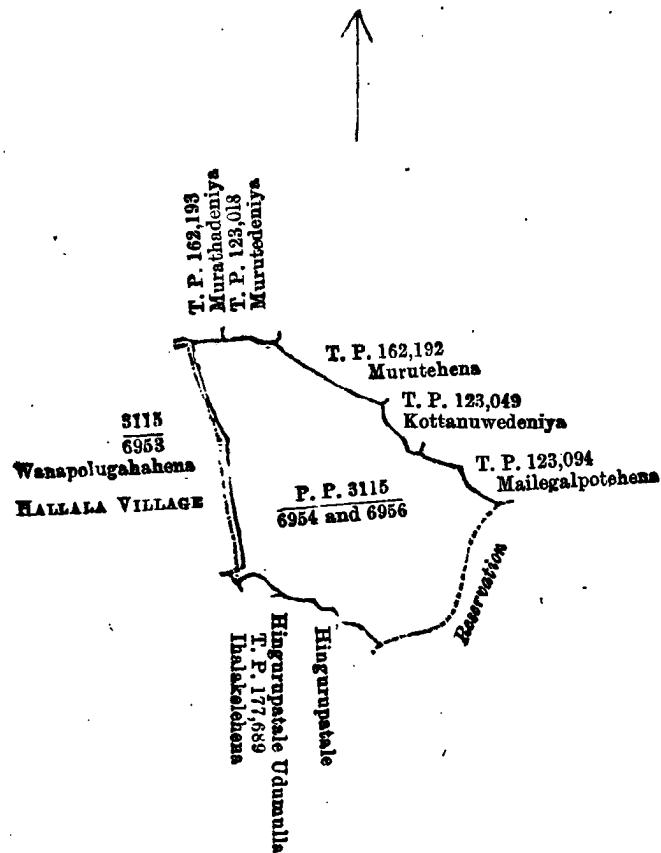 T. P. 162,193
Murathadeniya
T. P. 123,018
Murutedeniya
T. P. 162,192
Murutehena
T. P. 123,049
Kottanuwedeniya
3115
6953
Wanapolugahahena
HALLALA VILLAGE
T. P. 123,094
Mailegalpotehena
P. P. 3115
6954 and 6956
Reservation
Hingurupatale
Hingurupatale Udumulla
T. P. 177,689
Ihalakelehena